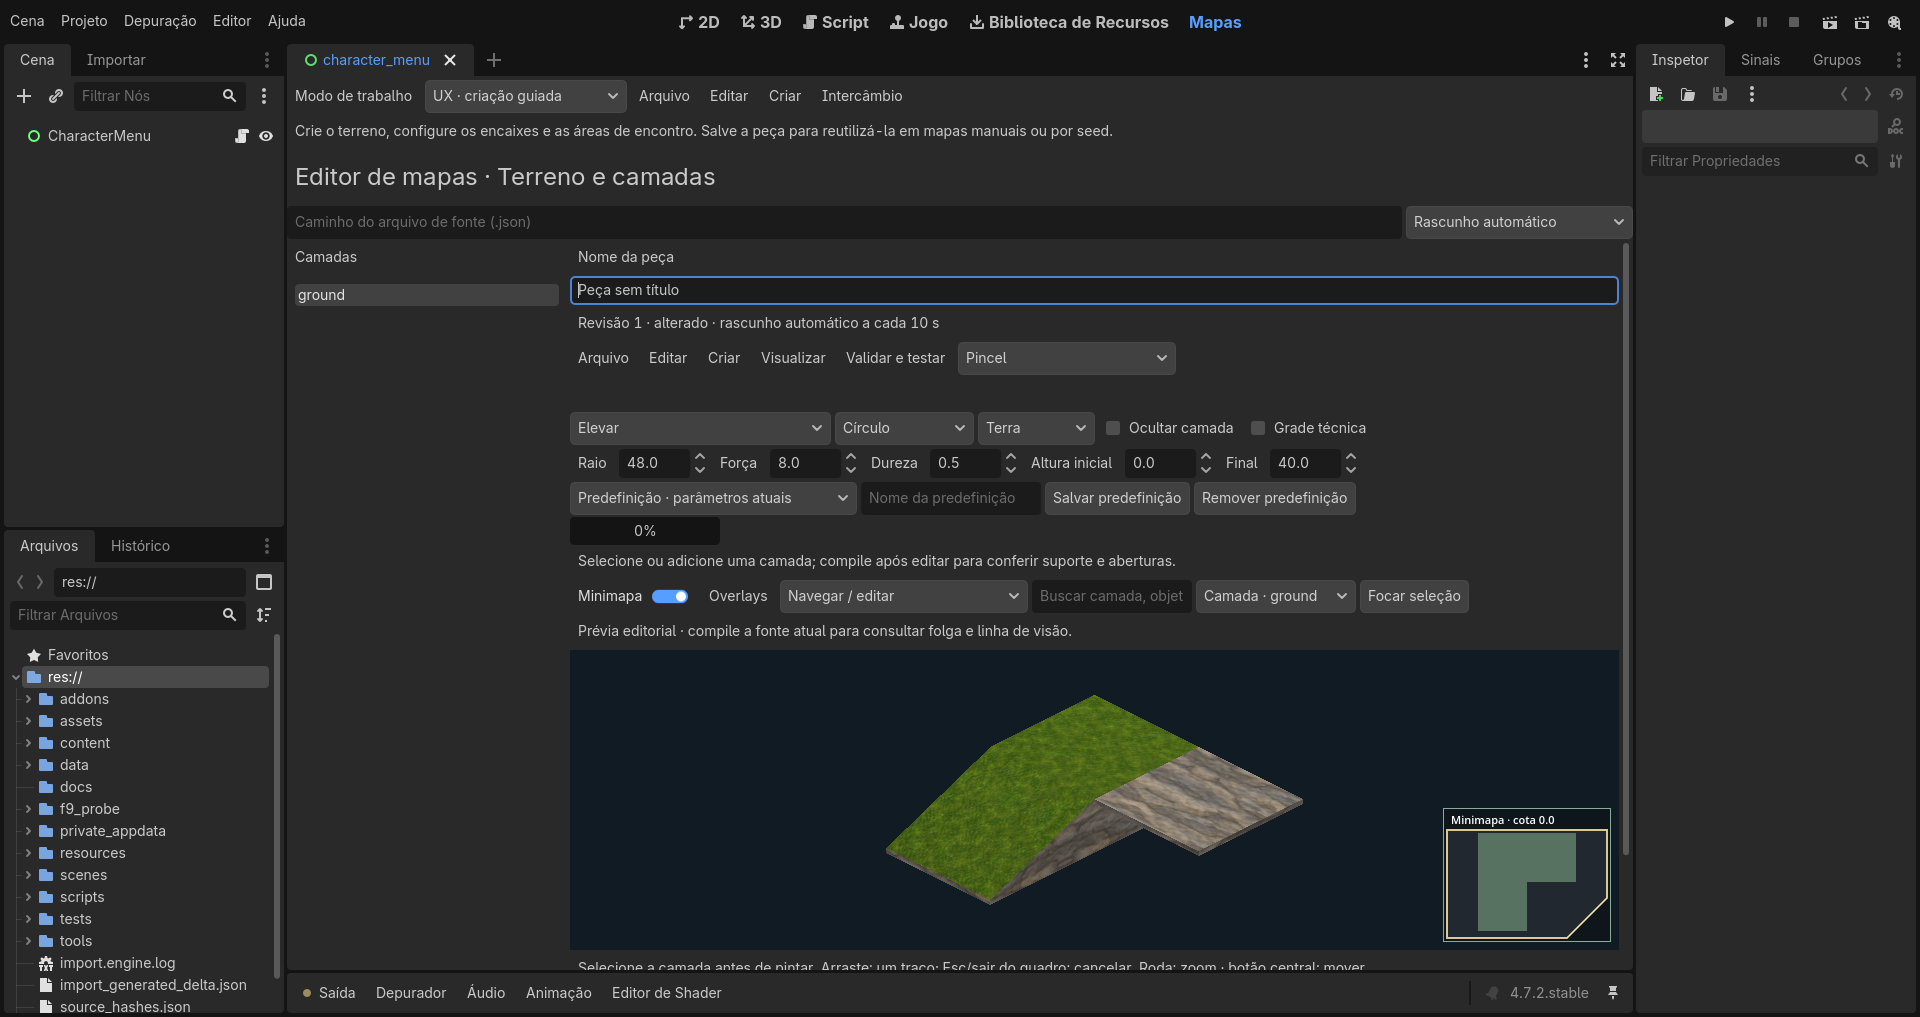 Cena Projeto Depuração Editor Ajuda
2D 3D Script Jogo Biblioteca de Recursos Mapas
Cena Importar
Filtrar Nós
CharacterMenu
character_menu
Modo de trabalho UX · criação guiada Arquivo Editar Criar Intercâmbio
Crie o terreno, configure os encaixes e as áreas de encontro. Salve a peça para reutilizá-la em mapas manuais ou por seed.
Editor de mapas · Terreno e camadas
Caminho do arquivo de fonte (.json) Rascunho automático
Camadas
ground
Nome da peça
Peça sem título
Revisão 1 · alterado · rascunho automático a cada 10 s
Arquivo Editar Criar Visualizar Validar e testar Pincel
Elevar Círculo Terra Ocultar camada Grade técnica
Raio 48.0 Força 8.0 Dureza 0.5 Altura inicial 0.0 Final 40.0
Predefinição · parâmetros atuais Nome da predefinição Salvar predefinição Remover predefinição
0%
Selecione ou adicione uma camada; compile após editar para conferir suporte e aberturas.
Minimapa Overlays Navegar / editar Buscar camada, objet Camada · ground Focar seleção
Prévia editorial · compile a fonte atual para consultar folga e linha de visão.
Minimapa · cota 0.0
Selecione a camada antes de pintar. Arraste: um traço; Esc/sair do quadro: cancelar. Roda: zoom · botão central: mover
Arquivos Histórico
res://
Filtrar Arquivos
Favoritos
res://
addons
assets
content
data
docs
f9_probe
private_appdata
resources
scenes
scripts
tests
tools
import.engine.log
import_generated_delta.json
source_hashes.json
Saída Depurador Áudio Animação Editor de Shader
4.7.2.stable
Inspetor Sinais Grupos
DOC
Filtrar Propriedades